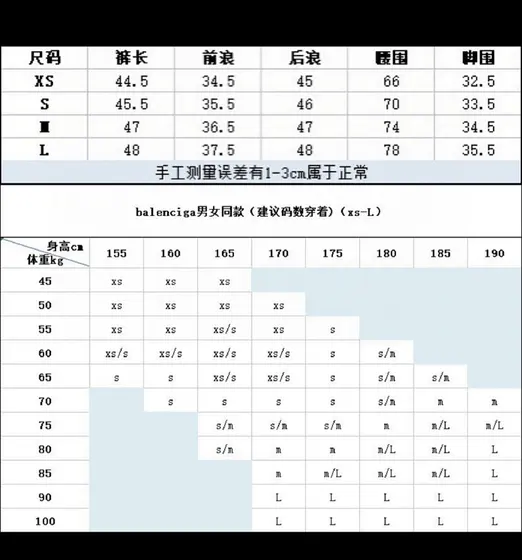 尺码 裤长 前浪 后浪 腰围 脚围
XS 44.5 34.5 45 66 32.5
S 45.5 35.5 46 70 33.5
M 47 36.5 47 74 34.5
L 48 37.5 48 78 35.5
手工测量误差有1-3cm属于正常
balenciga男女同款（建议码数穿着）（xs-L）
身高cm 155 160 165 170 175 180 185 190
体重kg
45 xs xs xs
50 xs xs xs xs
55 xs xs xs/s xs/s s
60 xs/s xs/s xs/s xs/s s s/m
65 s s xs/s xs/s s s/m s/m
70 s s s s s/m m m
75 s/m s/m s/m m m/L m/L
80 s/m m m m/L m/L L
85 m m/L m/L m/L L
90 L L L L L
100 L L L L L